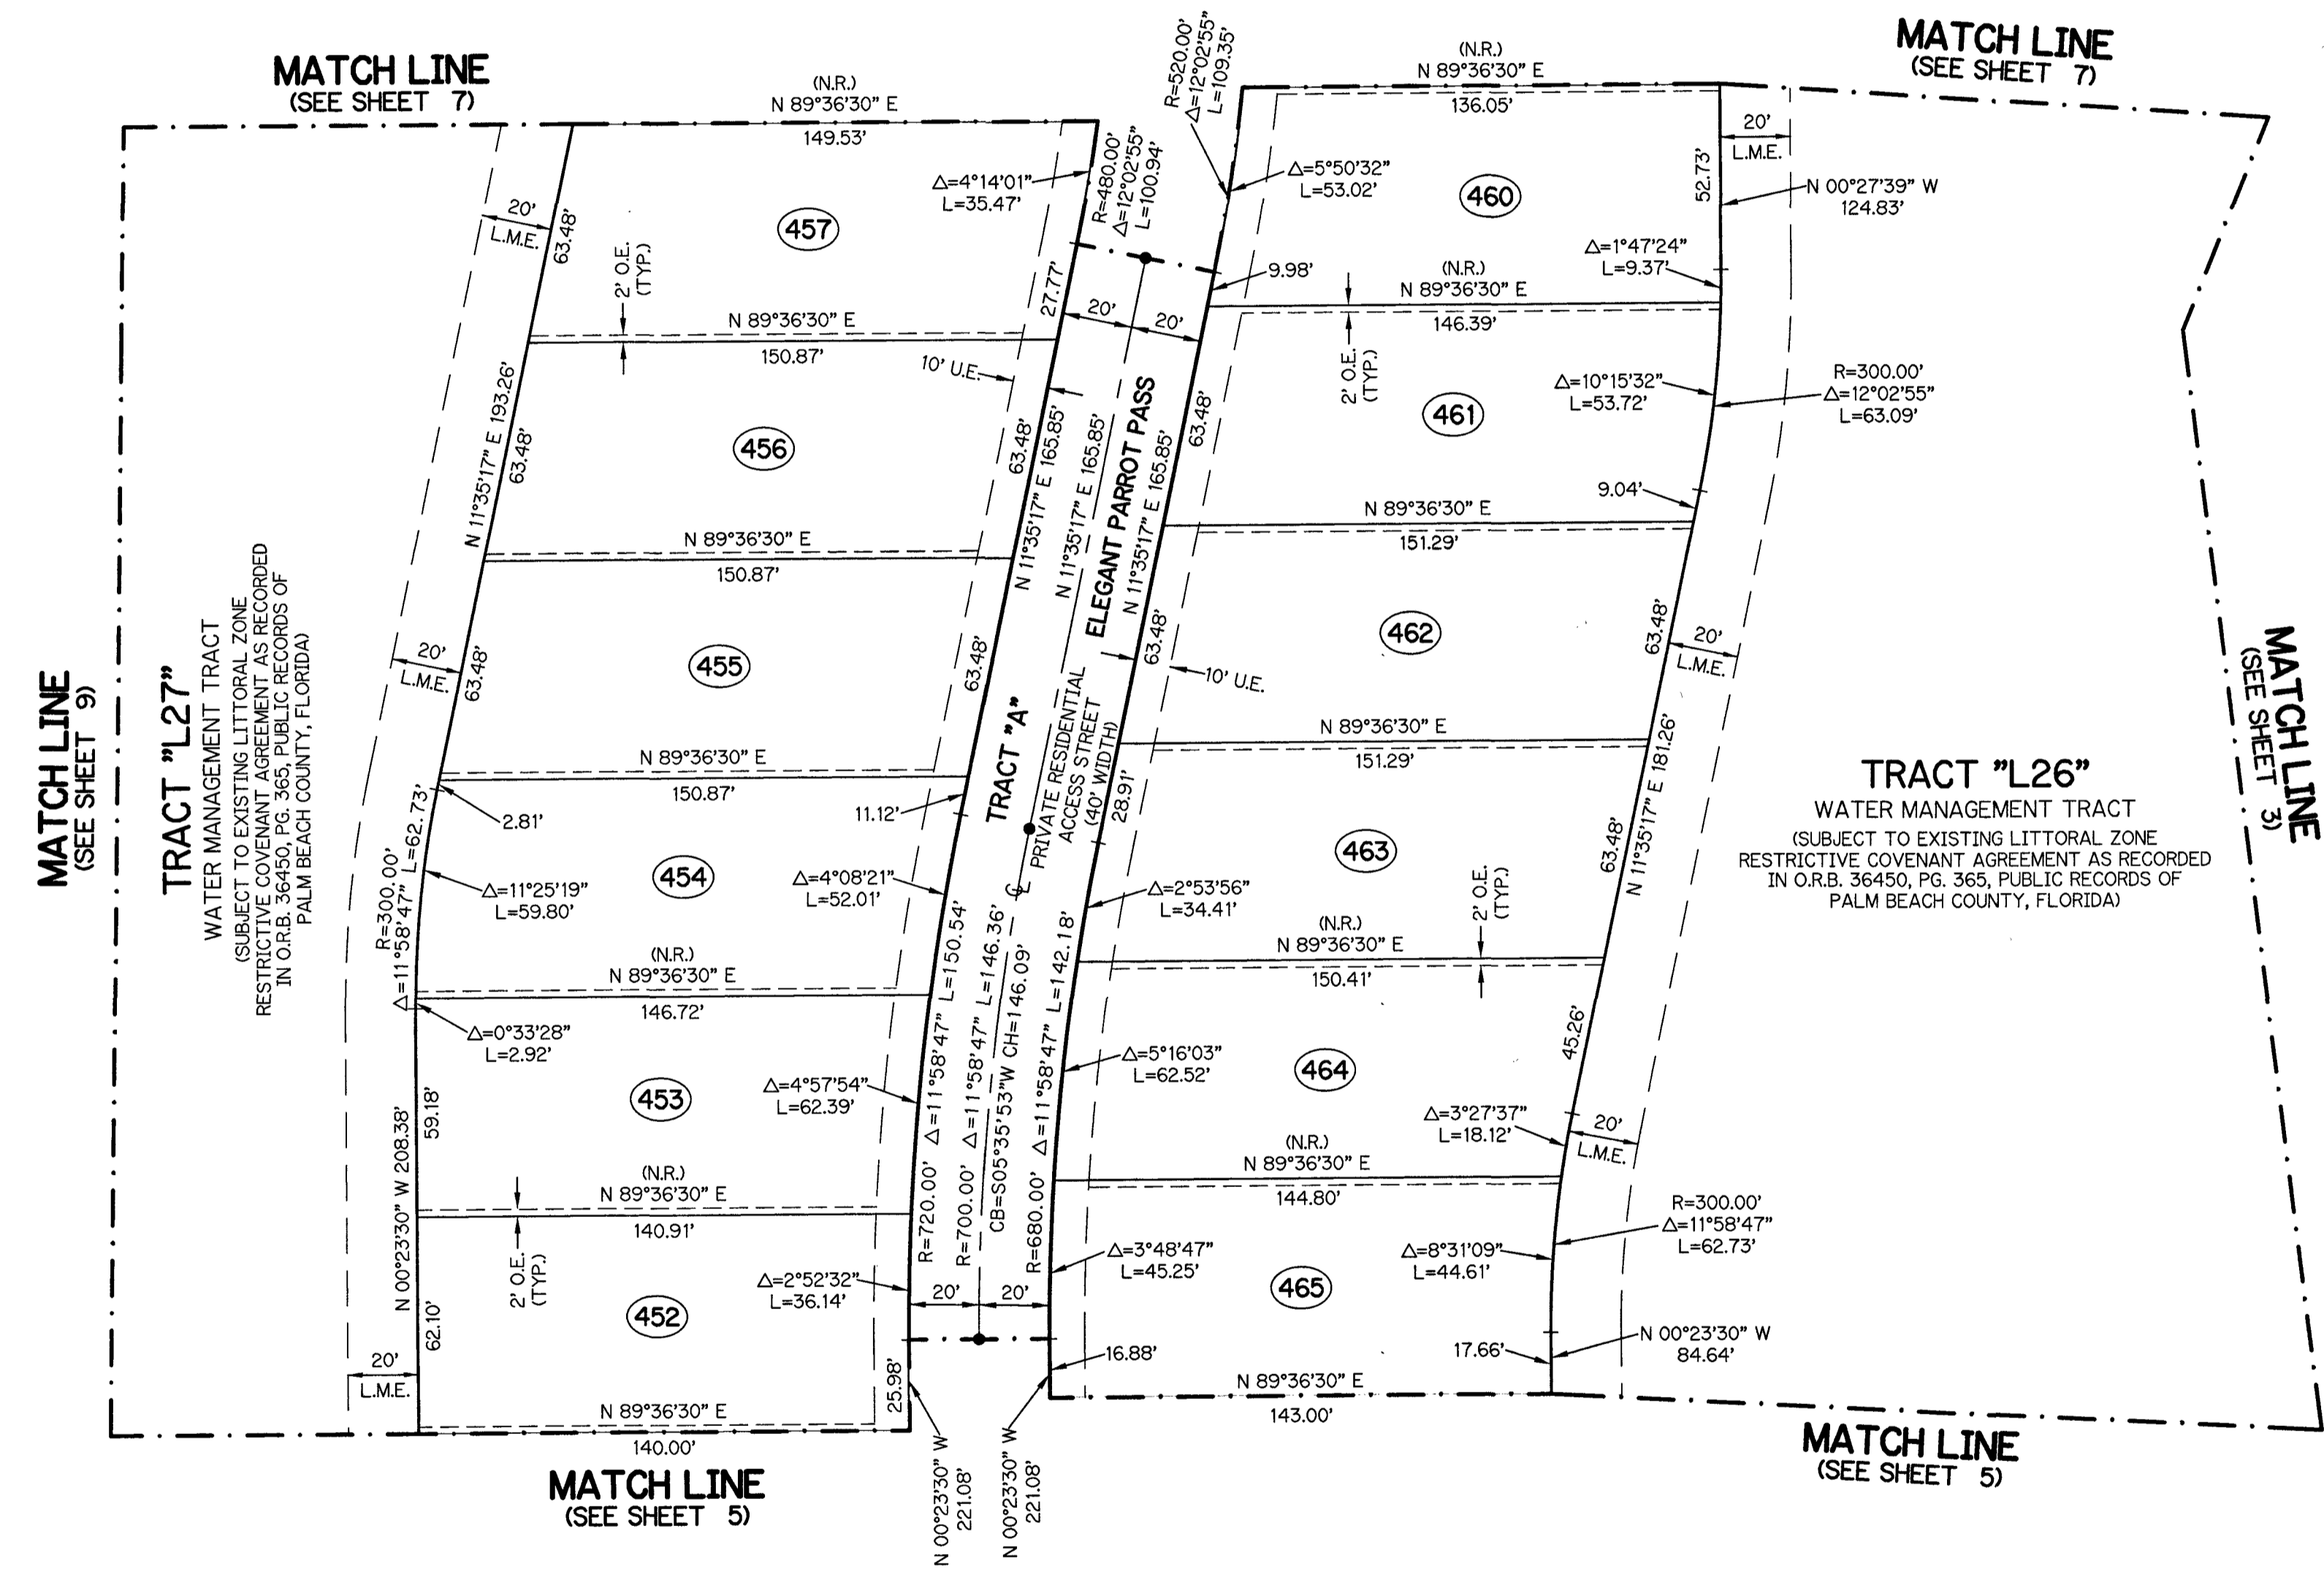 MATCH LINE
(SEE SHEET 7)
(N.R.)
N 89°36'30" E
149.53'
Δ=4°14'01"
L=35.47'
R=480.00'
Δ=12°02'55"
L=100.94'
R=520.00'
Δ=12°02'55"
L=109.35'
(N.R.)
N 89°36'30" E
136.05'
MATCH LINE
(SEE SHEET 7)
20'
L.M.E.
52.73'
N 00°27'39" W
124.83'
Δ=5°50'32"
L=53.02'
460
Δ=1°47'24"
L=9.37'
20'
L.M.E.
63.48'
457
2' O.E.
(TYP.)
27.77'
9.98'
20'
20'
(N.R.)
N 89°36'30" E
146.39'
2' O.E.
(TYP.)
N 89°36'30" E
150.87'
10' U.E.
Δ=10°15'32"
L=53.72'
R=300.00'
Δ=12°02'55"
L=63.09'
461
63.48'
9.04'
N 11°35'17" E 193.26'
63.48'
456
63.48'
N 11°35'17" E 165.85'
N 11°35'17" E 165.85'
ELEGANT PARROT PASS
N 11°35'17" E 165.85'
N 89°36'30" E
151.29'
N 89°36'30" E
150.87'
MATCH LINE
(SEE SHEET 9)
TRACT "L27"
WATER MANAGEMENT TRACT
(SUBJECT TO EXISTING LITTORAL ZONE
RESTRICTIVE COVENANT AGREEMENT AS RECORDED
IN O.R.B. 36450, PG. 365, PUBLIC RECORDS OF
PALM BEACH COUNTY, FLORIDA)
20'
L.M.E.
63.48'
455
63.48'
63.48'
10' U.E.
462
63.48'
20'
L.M.E.
MATCH LINE
(SEE SHEET 3)
TRACT "A"
PRIVATE RESIDENTIAL
ACCESS STREET
(40' WIDTH)
N 89°36'30" E
151.29'
N 11°35'17" E 181.26'
N 89°36'30" E
150.87'
2.81'
11.12'
28.91'
TRACT "L26"
WATER MANAGEMENT TRACT
(SUBJECT TO EXISTING LITTORAL ZONE
RESTRICTIVE COVENANT AGREEMENT AS RECORDED
IN O.R.B. 36450, PG. 365, PUBLIC RECORDS OF
PALM BEACH COUNTY, FLORIDA)
R=300.00'
Δ=11°58'47" L=62.73'
Δ=11°25'19"
L=59.80'
454
Δ=4°08'21"
L=52.01'
℄
Δ=2°53'56"
L=34.41'
463
63.48'
2' O.E.
(TYP.)
(N.R.)
N 89°36'30" E
150.41'
(N.R.)
N 89°36'30" E
146.72'
Δ=0°33'28"
L=2.92'
59.18'
453
Δ=4°57'54"
L=62.39'
R=720.00' Δ=11°58'47" L=150.54'
R=700.00' Δ=11°58'47" L=146.36'
CB=S05°35'53"W CH=146.09'
R=680.00' Δ=11°58'47" L=142.18'
Δ=5°16'03"
L=62.52'
464
45.26'
Δ=3°27'37"
L=18.12'
20'
L.M.E.
N 00°23'30" W 208.38'
(N.R.)
N 89°36'30" E
140.91'
(N.R.)
N 89°36'30" E
144.80'
2' O.E.
(TYP.)
62.10'
452
Δ=2°52'32"
L=36.14'
20'
20'
Δ=3°48'47"
L=45.25'
465
Δ=8°31'09"
L=44.61'
R=300.00'
Δ=11°58'47"
L=62.73'
16.88'
17.66'
N 00°23'30" W
84.64'
20'
L.M.E.
25.98'
N 89°36'30" E
140.00'
N 89°36'30" E
143.00'
N 00°23'30" W
221.08'
N 00°23'30" W
221.08'
MATCH LINE
(SEE SHEET 5)
MATCH LINE
(SEE SHEET 5)